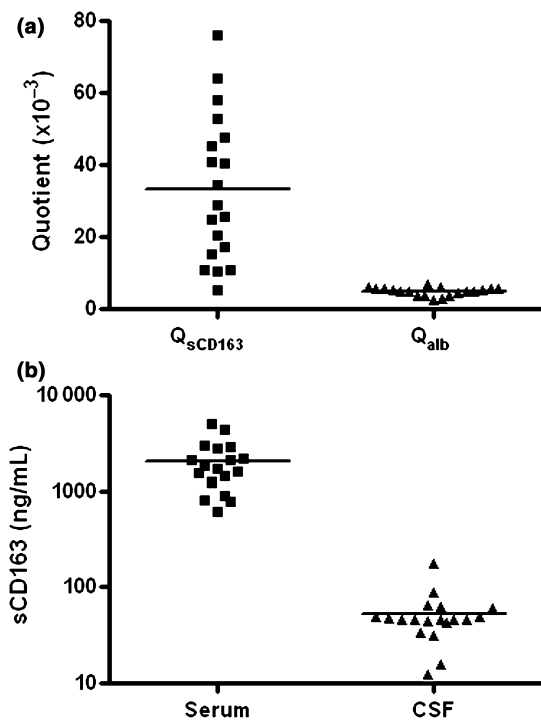 (a)
Quotient (x10⁻³)
80
60
40
20
0
QsCD163
Qalb
(b)
sCD163 (ng/mL)
10 000
1000
100
10
Serum
CSF